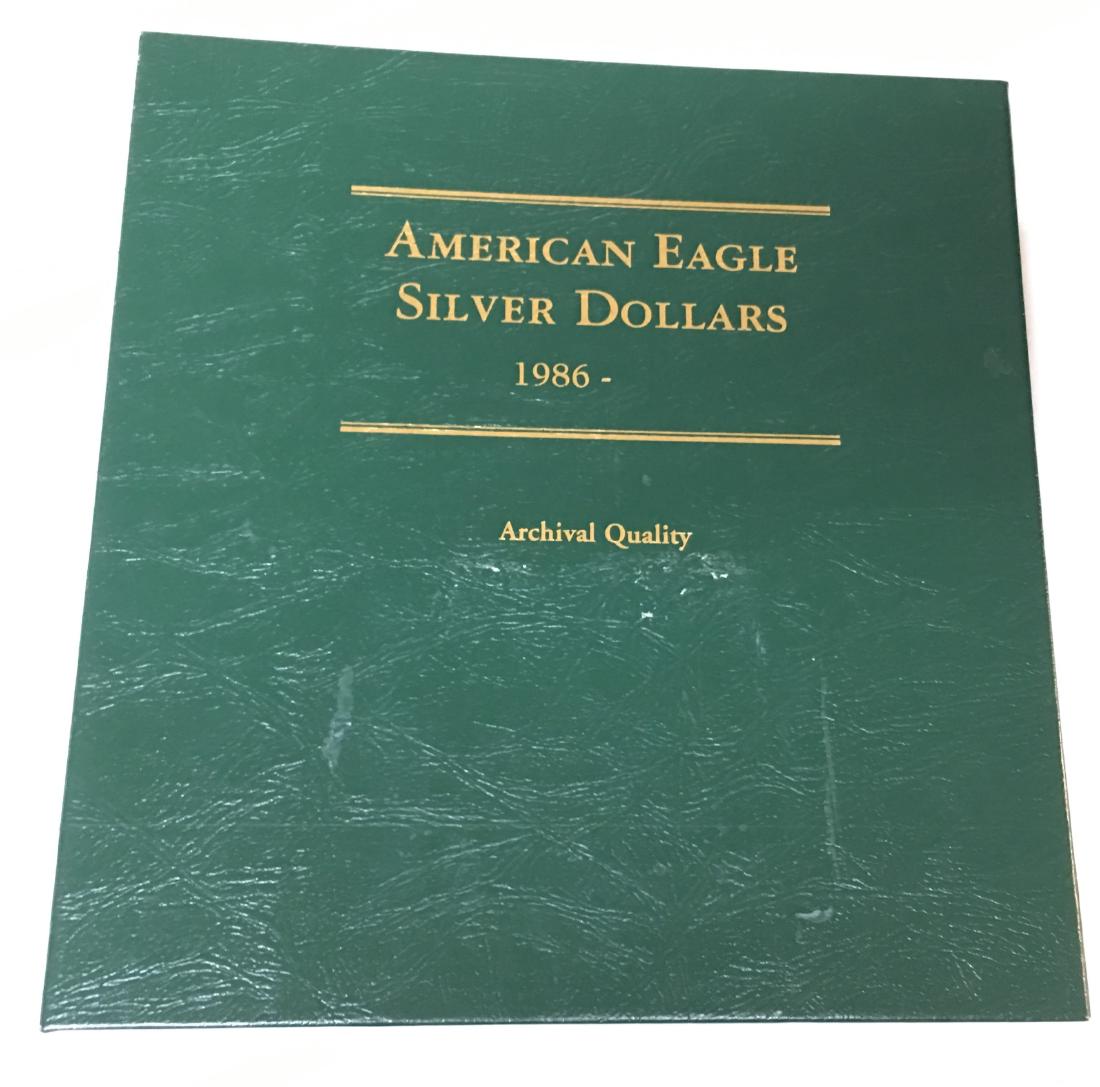 American Eagle
Silver Dollars
1986 -
Archival Quality